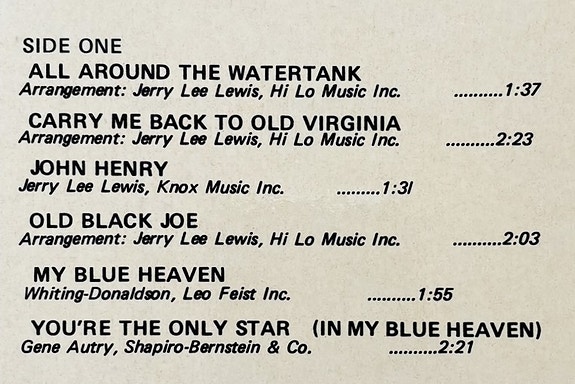 SIDE ONE
ALL AROUND THE WATERTANK
Arrangement: Jerry Lee Lewis, Hi Lo Music Inc. ..........1:37
CARRY ME BACK TO OLD VIRGINIA
Arrangement: Jerry Lee Lewis, Hi Lo Music Inc. ..........2:23
JOHN HENRY
Jerry Lee Lewis, Knox Music Inc. .........1:3l
OLD BLACK JOE
Arrangement: Jerry Lee Lewis, Hi Lo Music Inc. ..........2:03
MY BLUE HEAVEN
Whiting-Donaldson, Leo Feist Inc. ..........1:55
YOU'RE THE ONLY STAR (IN MY BLUE HEAVEN)
Gene Autry, Shapiro-Bernstein & Co. ..........2:21